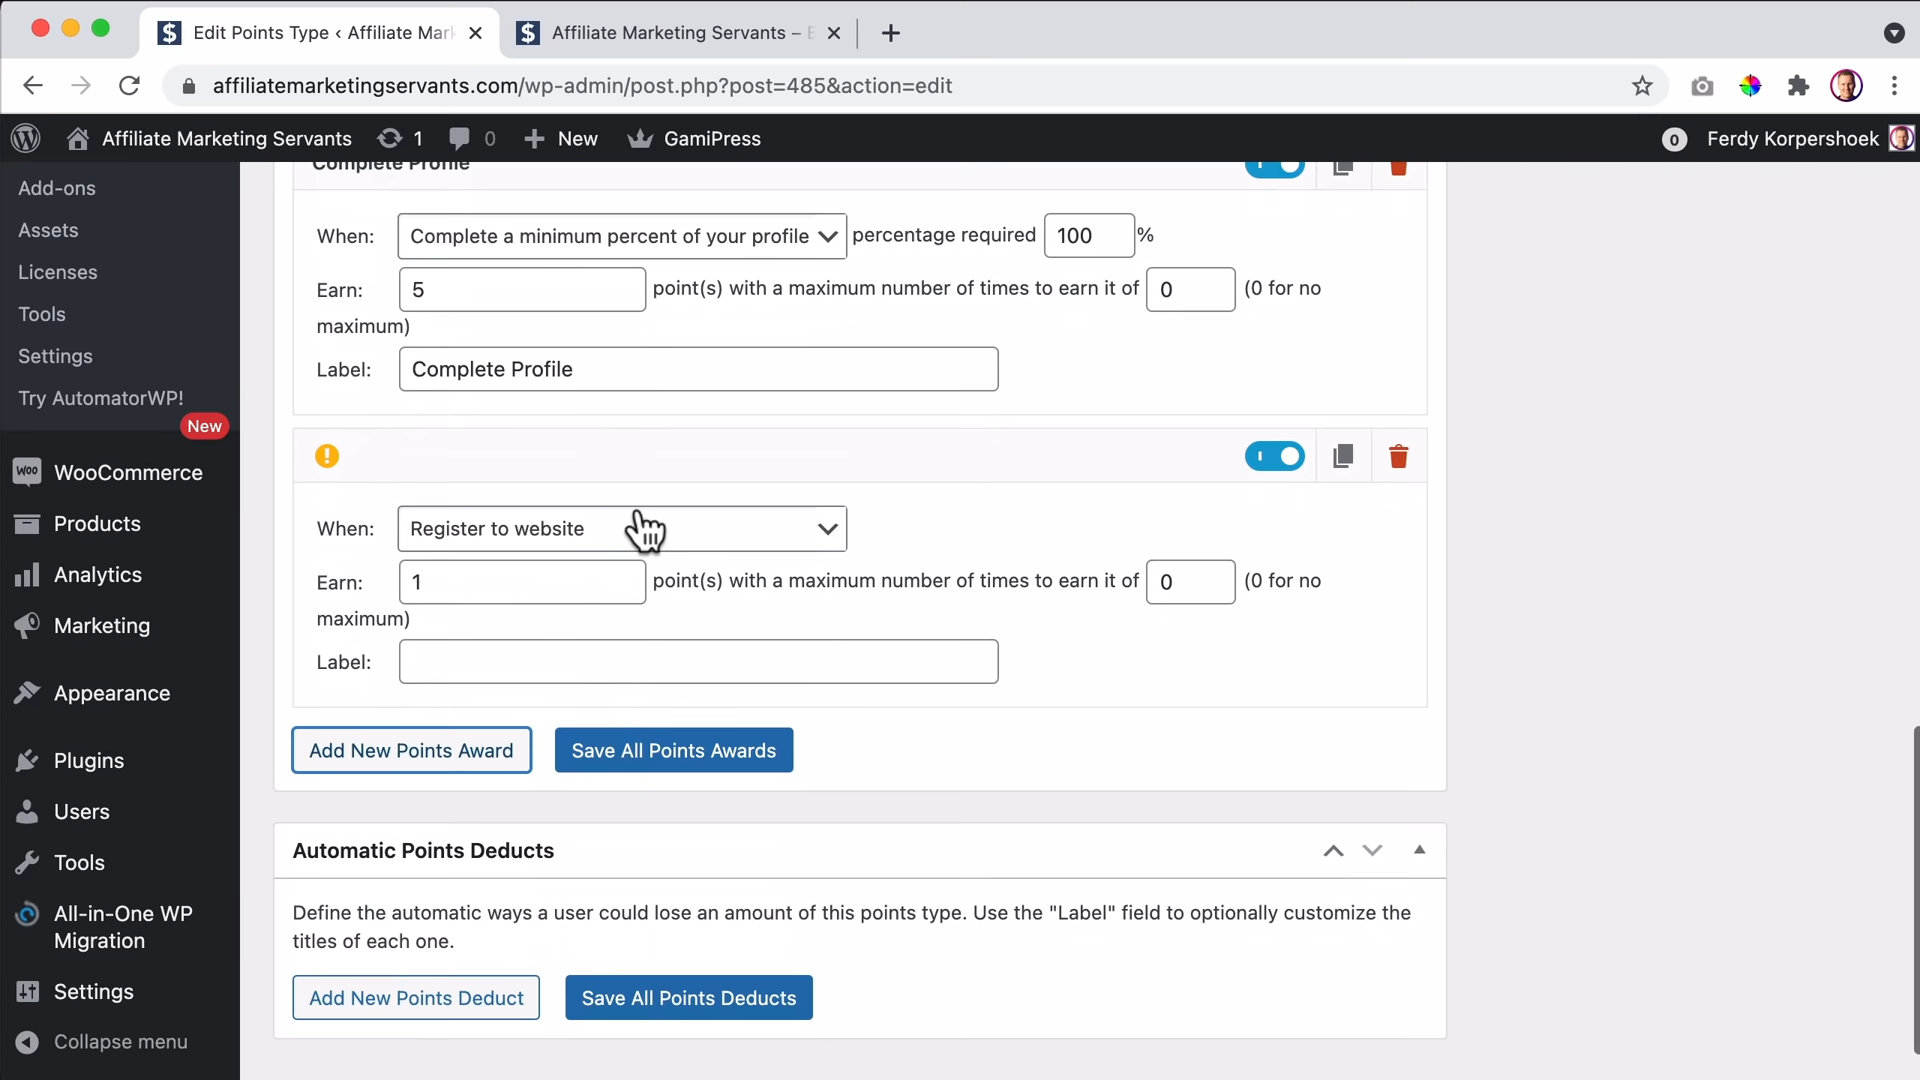 Edit Points Type ‹ Affiliate Mar
Affiliate Marketing Servants –
affiliatemarketingservants.com/wp-admin/post.php?post=485&action=edit
Affiliate Marketing Servants 1 0 New GamiPress 0 Ferdy Korpershoek
Add-ons
Assets
Licenses
Tools
Settings
Try AutomatorWP!
New
WooCommerce
Products
Analytics
Marketing
Appearance
Plugins
Users
Tools
All-in-One WP
Migration
Settings
Collapse menu
Complete Profile
When: Complete a minimum percent of your profile percentage required 100 %
Earn: 5 point(s) with a maximum number of times to earn it of 0 (0 for no
maximum)
Label: Complete Profile
When: Register to website
Earn: 1 point(s) with a maximum number of times to earn it of 0 (0 for no
maximum)
Label:
Add New Points Award Save All Points Awards
Automatic Points Deducts
Define the automatic ways a user could lose an amount of this points type. Use the "Label" field to optionally customize the
titles of each one.
Add New Points Deduct Save All Points Deducts